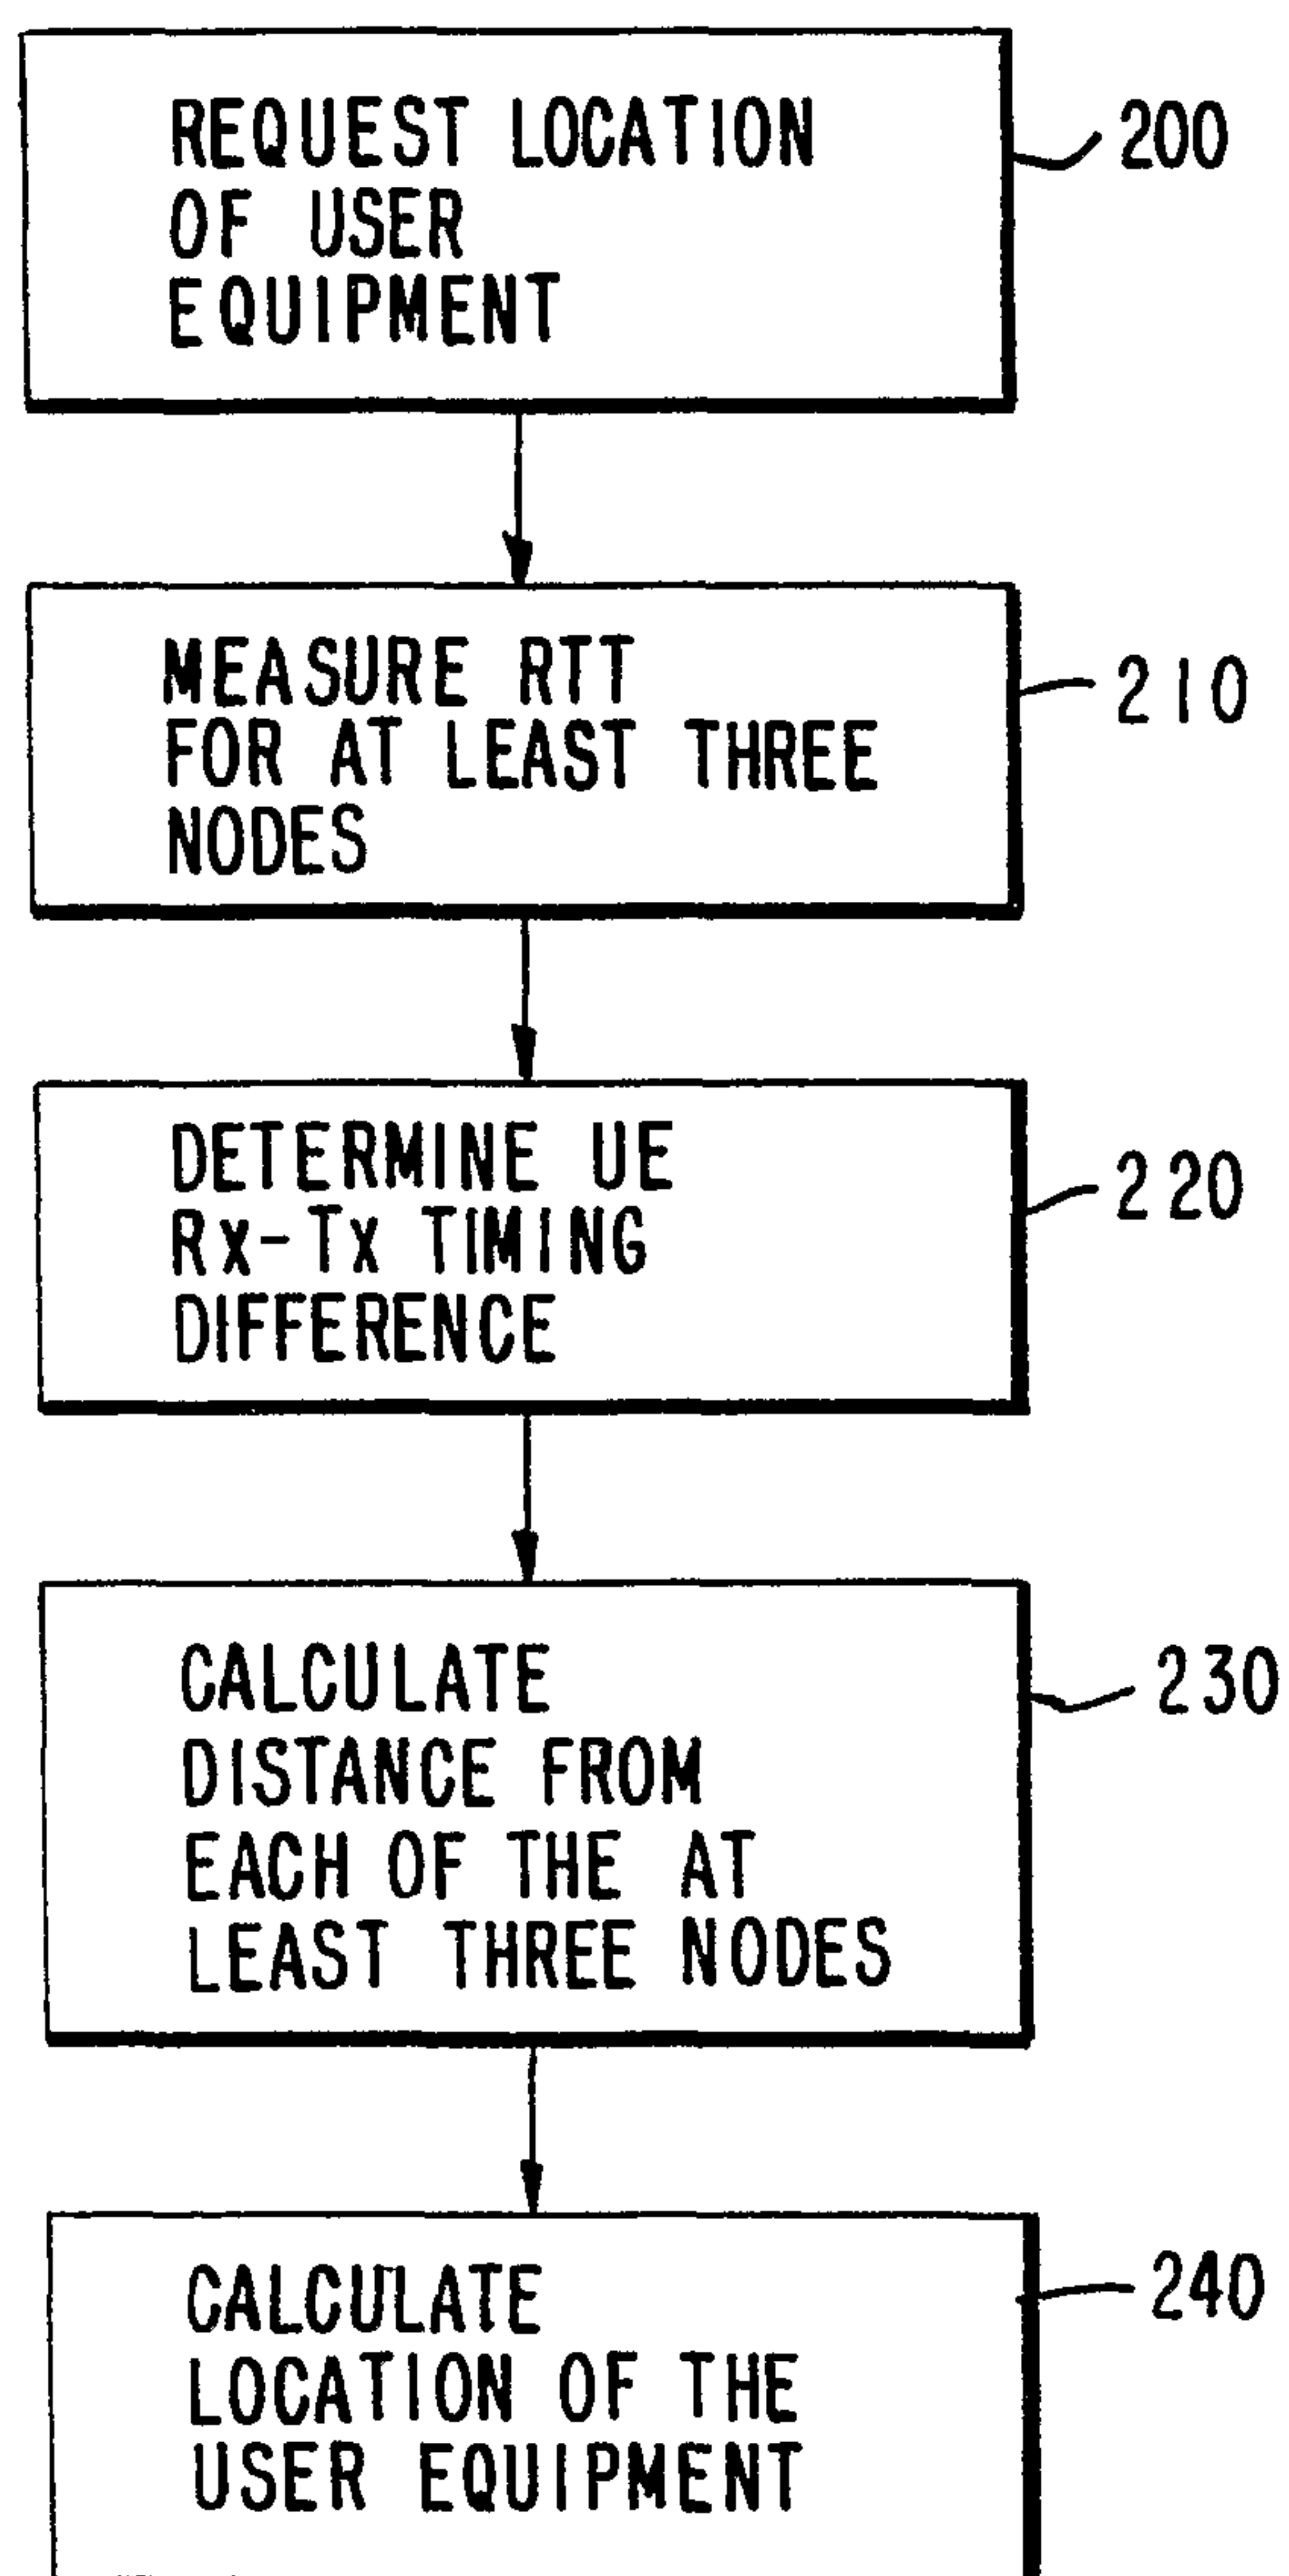 REQUEST LOCATION
OF USER
EQUIPMENT
200
MEASURE RTT
FOR AT LEAST THREE
NODES
210
DETERMINE UE
Rx-Tx TIMING
DIFFERENCE
220
CALCULATE
DISTANCE FROM
EACH OF THE AT
LEAST THREE NODES
230
CALCULATE
LOCATION OF THE
USER EQUIPMENT
240